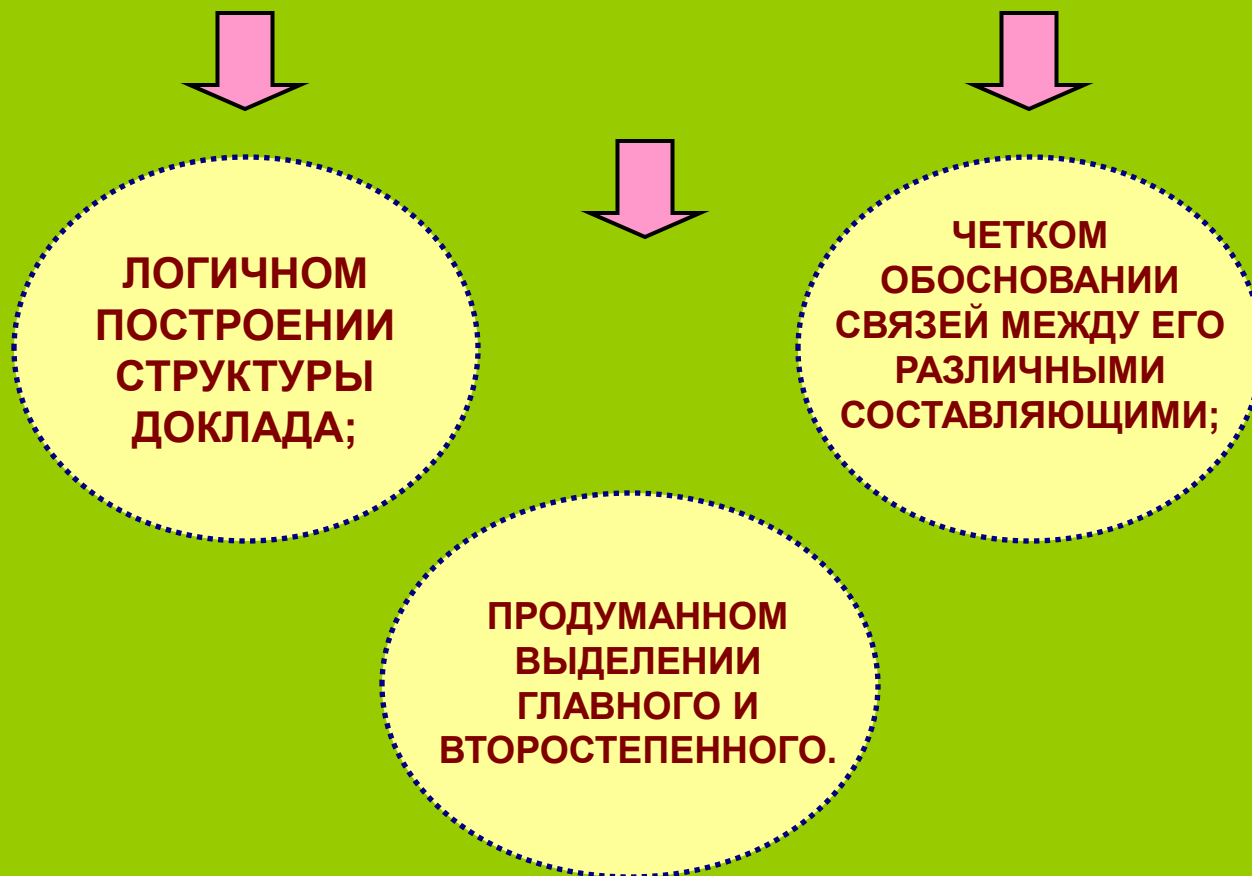 ЛОГИЧНОМ
ПОСТРОЕНИИ
СТРУКТУРЫ
ДОКЛАДА;
ЧЕТКОМ
ОБОСНОВАНИИ
СВЯЗЕЙ МЕЖДУ ЕГО
РАЗЛИЧНЫМИ
СОСТАВЛЯЮЩИМИ;
ПРОДУМАННОМ
ВЫДЕЛЕНИИ
ГЛАВНОГО И
ВТОРОСТЕПЕННОГО.